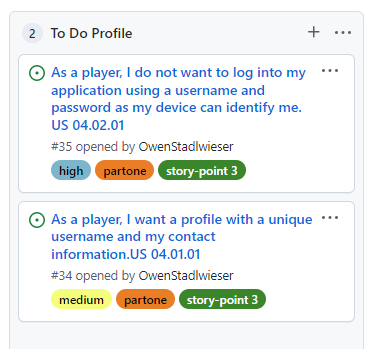 2 To Do Profile + ...
As a player, I do not want to log into my ...
application using a username and
password as my device can identify me.
US 04.02.01
#35 opened by OwenStadlwieser
high partone story-point 3
As a player, I want a profile with a unique ...
username and my contact
information.US 04.01.01
#34 opened by OwenStadlwieser
medium partone story-point 3